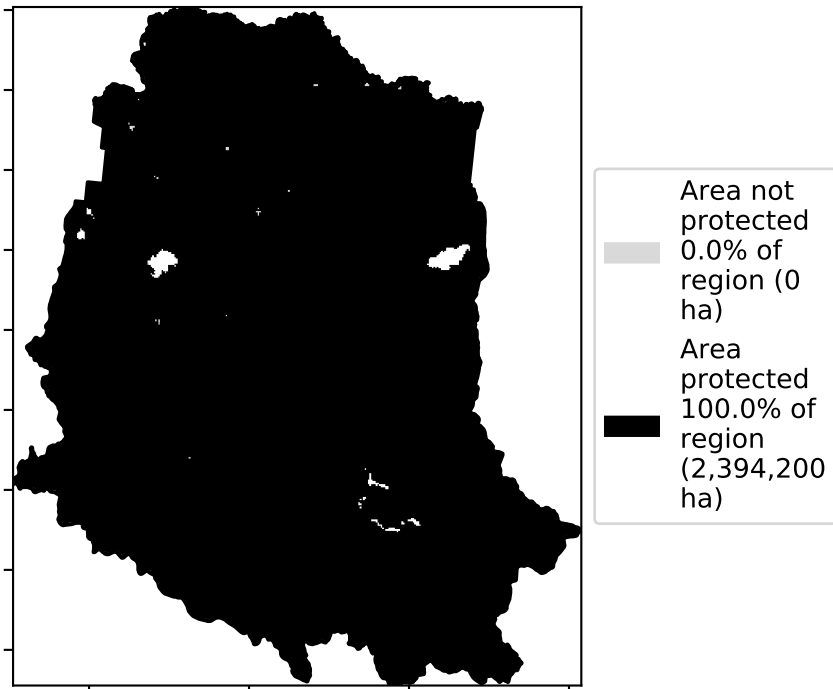 Area not
protected
0.0% of
region (0
ha)
Area
protected
100.0% of
region
(2,394,200
ha)